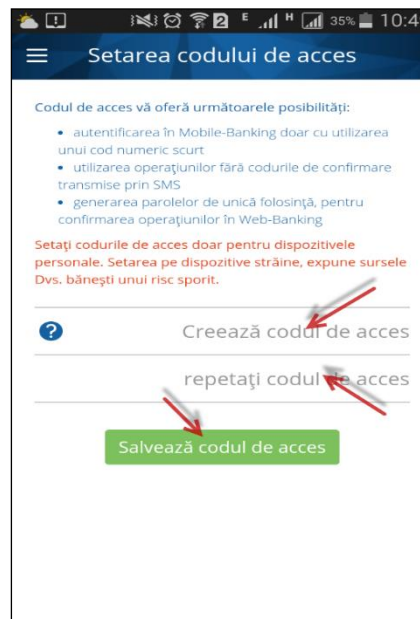 2 E H 35% 10:4
Setarea codului de acces
Codul de acces vă oferă următoarele posibilități:
• autentificarea în Mobile-Banking doar cu utilizarea
unui cod numeric scurt
• utilizarea operaţiunilor fără codurile de confirmare
transmise prin SMS
• generarea parolelor de unică folosinţă, pentru
confirmarea operaţiunilor în Web-Banking
Setaţi codurile de acces doar pentru dispozitivele
personale. Setarea pe dispozitive străine, expune sursele
Dvs. băneşti unui risc sporit.
? Creează codul de acces
repetaţi codul de acces
Salvează codul de acces